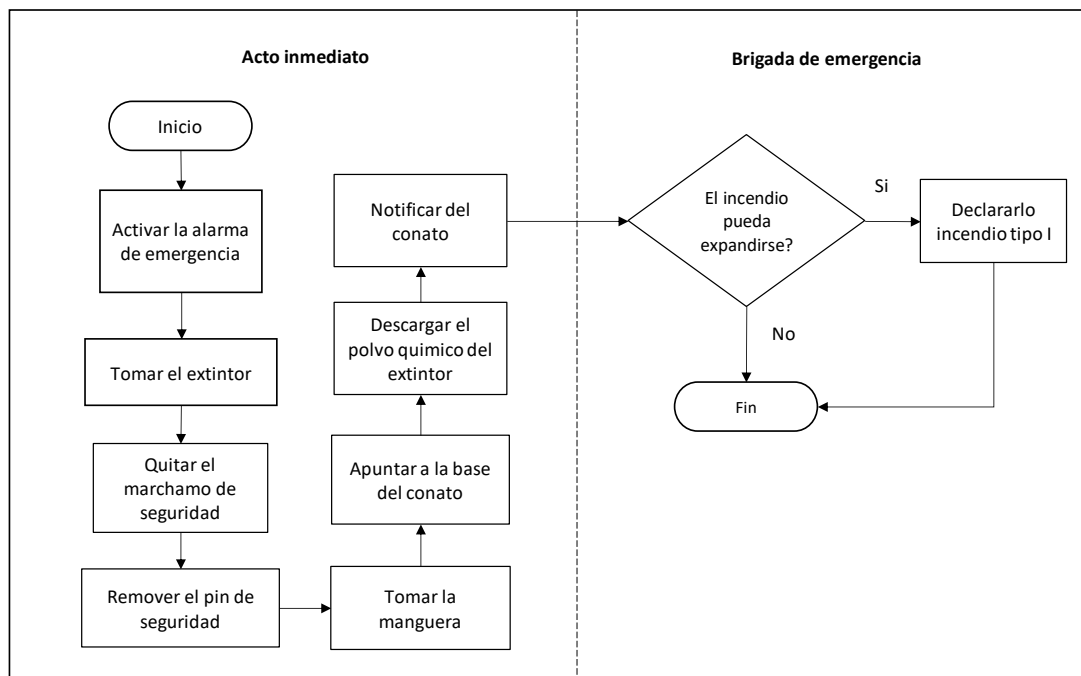 Acto inmediato
Brigada de emergencia
Inicio
Activar la alarma
de emergencia
Tomar el extintor
Quitar el
marchamo de
seguridad
Remover el pin de
seguridad
Tomar la
manguera
Apuntar a la base
del conato
Descargar el
polvo quimico del
extintor
Notificar del
conato
El incendio
pueda
expandirse?
Si
Declararlo
incendio tipo I
No
Fin